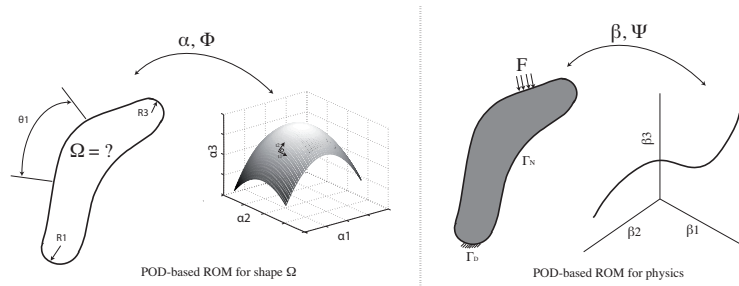 α, Φ
θ1
R3
Ω = ?
R1
α3
α2
α1
POD-based ROM for shape Ω
β, Ψ
F
ΓN
ΓD
β3
β2
β1
POD-based ROM for physics